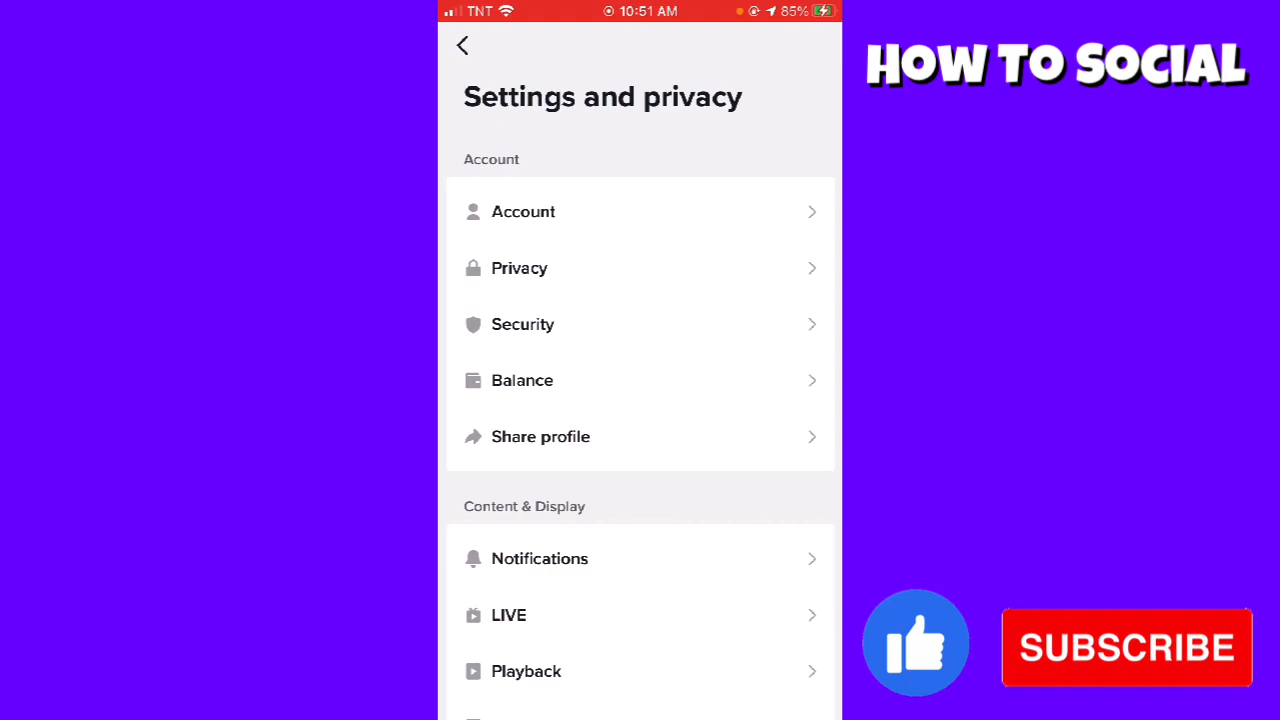 TNT 10:51 AM 85%
HOW TO SOCIAL
Settings and privacy
Account
Account
Privacy
Security
Balance
Share profile
Content & Display
Notifications
LIVE
Playback
SUBSCRIBE